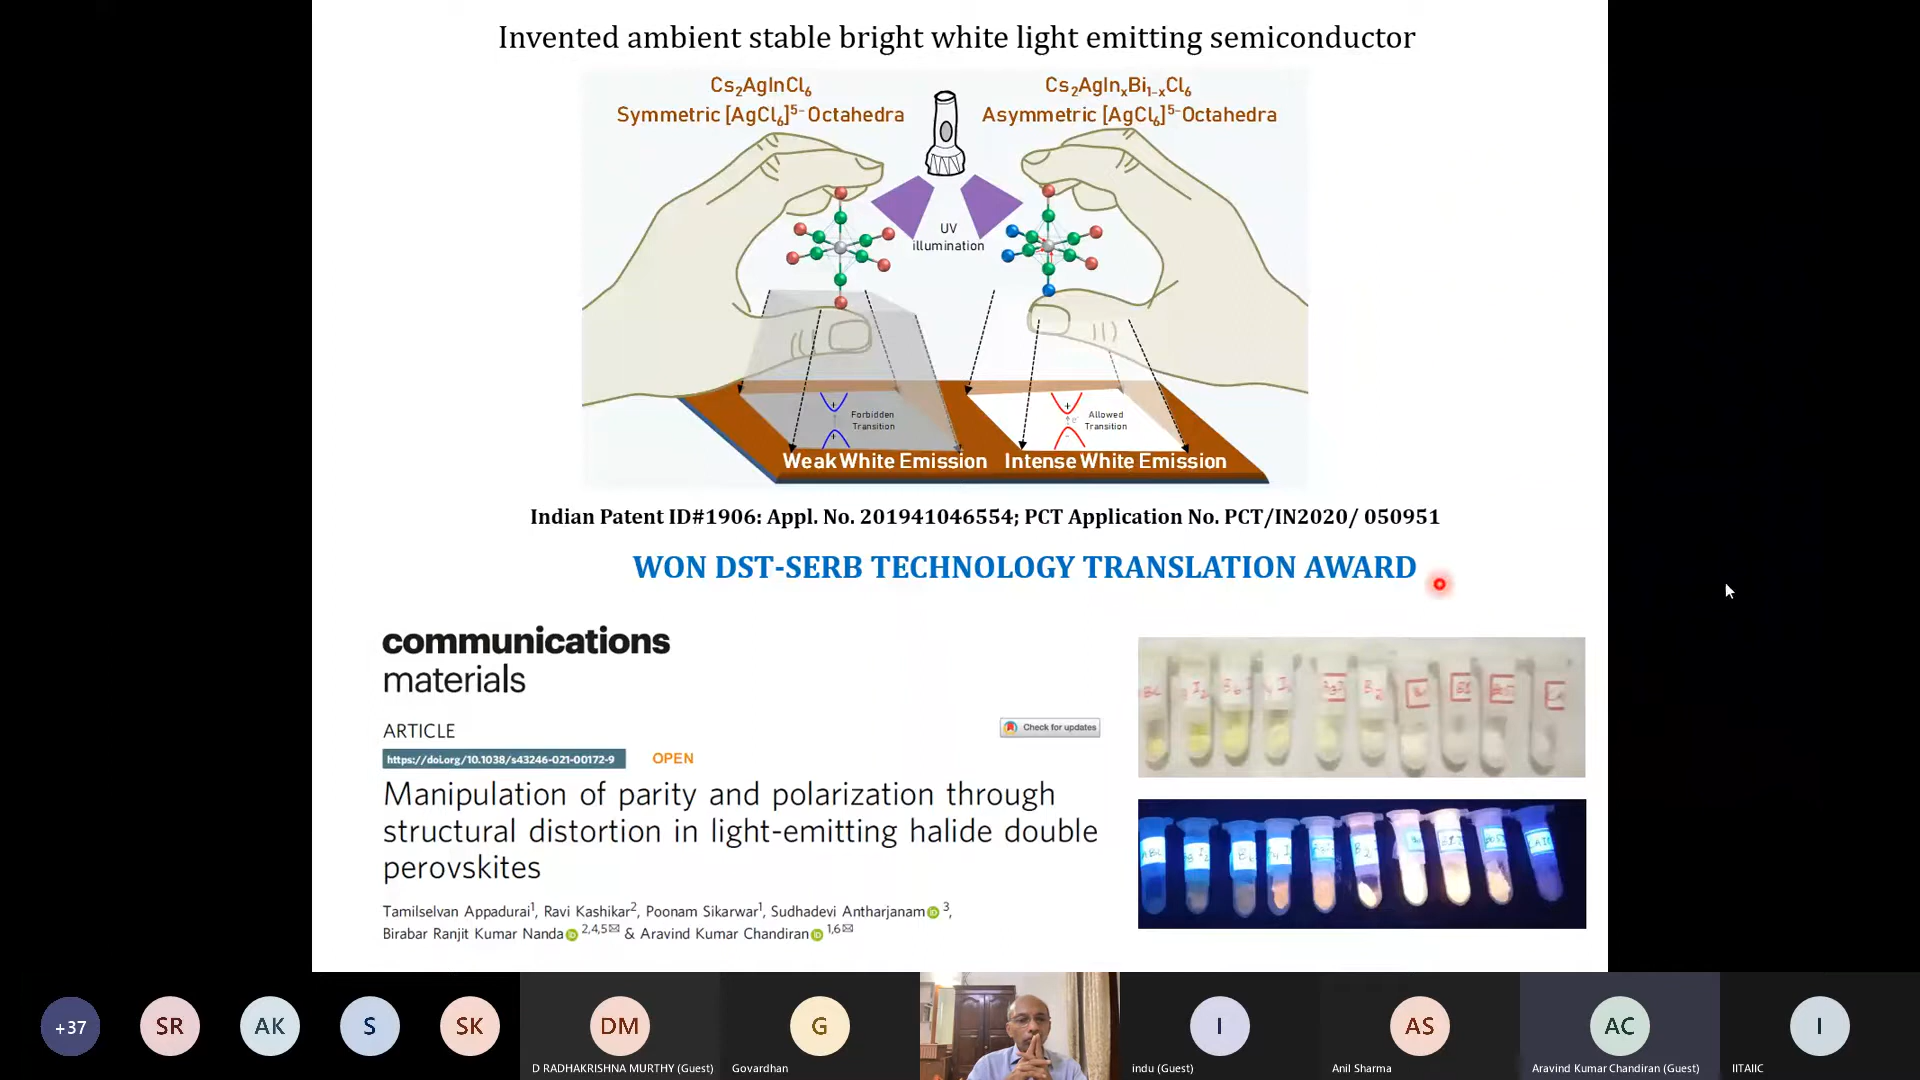 Invented ambient stable bright white light emitting semiconductor
Cs₂AgInCl₆
Symmetric [AgCl₆]⁵⁻ Octahedra
Cs₂AgInₓBi₁₋ₓCl₆
Asymmetric [AgCl₆]⁵⁻Octahedra
UV
illumination
Forbidden
Transition
Allowed
Transition
Weak White Emission
Intense White Emission
Indian Patent ID#1906: Appl. No. 201941046554; PCT Application No. PCT/IN2020/ 050951
WON DST-SERB TECHNOLOGY TRANSLATION AWARD
communications
materials
ARTICLE
Check for updates
https://doi.org/10.1038/s43246-021-00172-9
OPEN
Manipulation of parity and polarization through
structural distortion in light-emitting halide double
perovskites
Tamilselvan Appadurai¹, Ravi Kashikar², Poonam Sikarwar¹, Sudhadevi Antharjanam ³,
Birabar Ranjit Kumar Nanda ²,⁴,⁵✉ & Aravind Kumar Chandiran ¹,⁶✉
+37
SR
AK
S
SK
DM
D RADHAKRISHNA MURTHY (Guest)
G
Govardhan
I
indu (Guest)
AS
Anil Sharma
AC
Aravind Kumar Chandiran (Guest)
I
IITAIIC